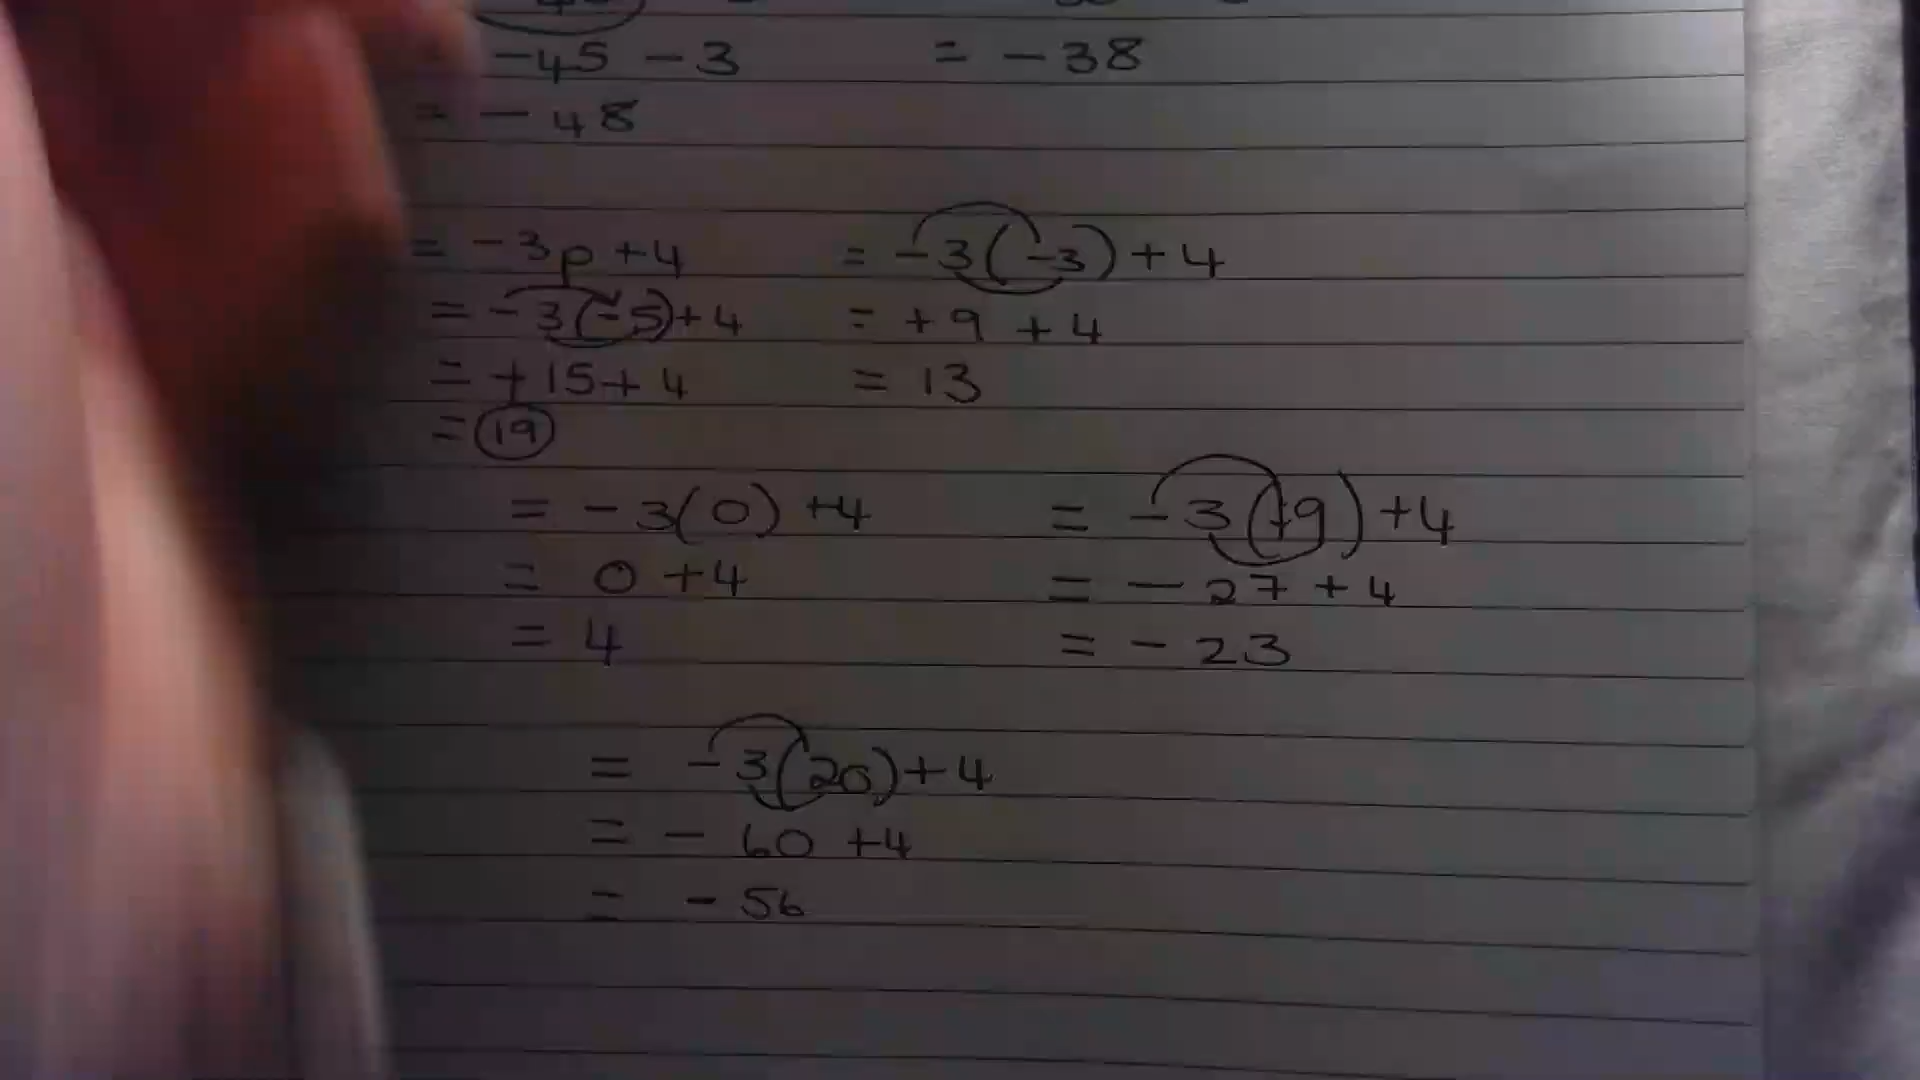 = -45 - 3
= -38
= - 48
= -3p + 4
= -3(-5) + 4
= +15 + 4
= 19
= -3(-3) + 4
= +9 + 4
= 13
= -3(0) +4
= 0 +4
= 4
= -3(+9) +4
= - 27 + 4
= - 23
= -3(20) + 4
= - 60 +4
= - 56